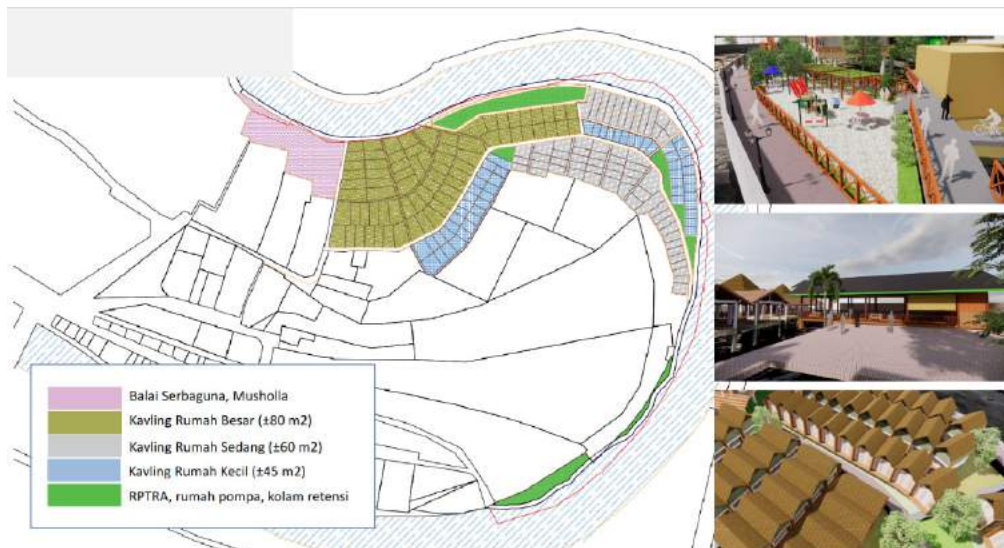 Balai Serbaguna, Musholla
Kavling Rumah Besar (±80 m2)
Kavling Rumah Sedang (±60 m2)
Kavling Rumah Kecil (±45 m2)
RPTRA, rumah pompa, kolam retensi